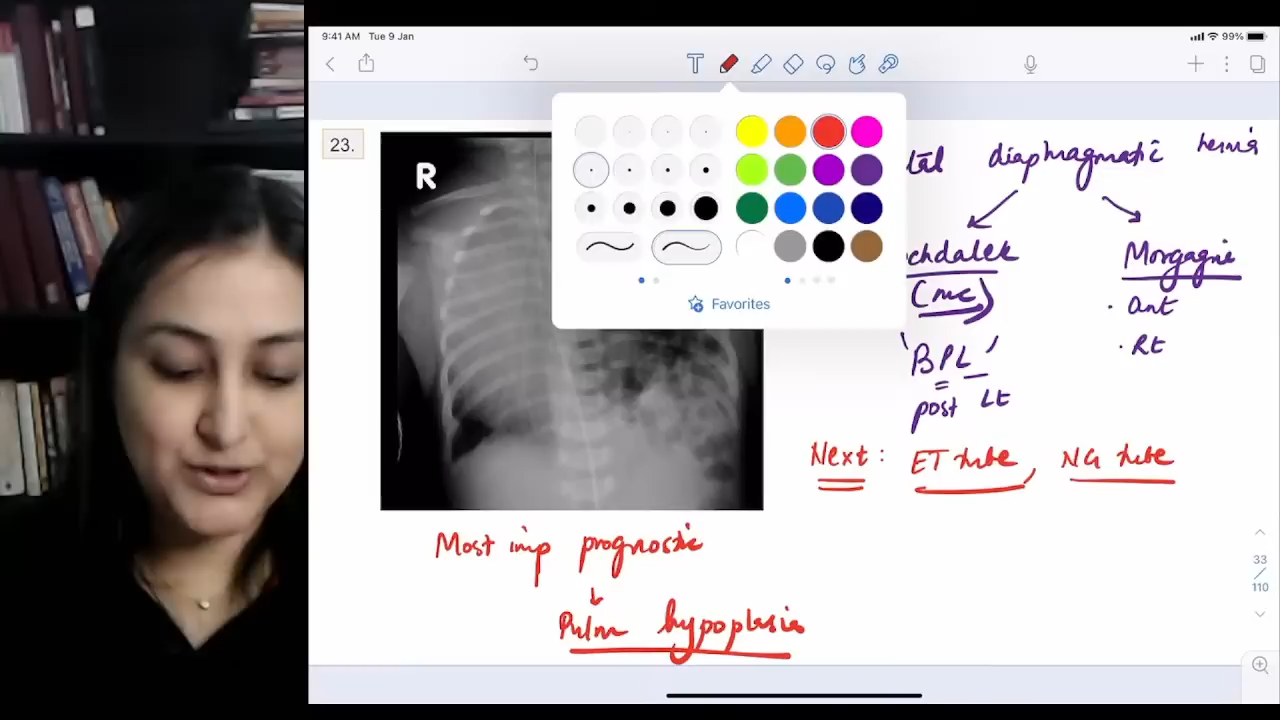 9:41 AM Tue 9 Jan
99%
T
23.
R
Favorites
tāl diaphragmatic hernia
chdalek
Morgagni
(mc)
· Ant
· Rt
'BPL'
post Lt
Next : ET tube, NG tube
Most imp prognostic
Pulm hypoplasia
33
/
110